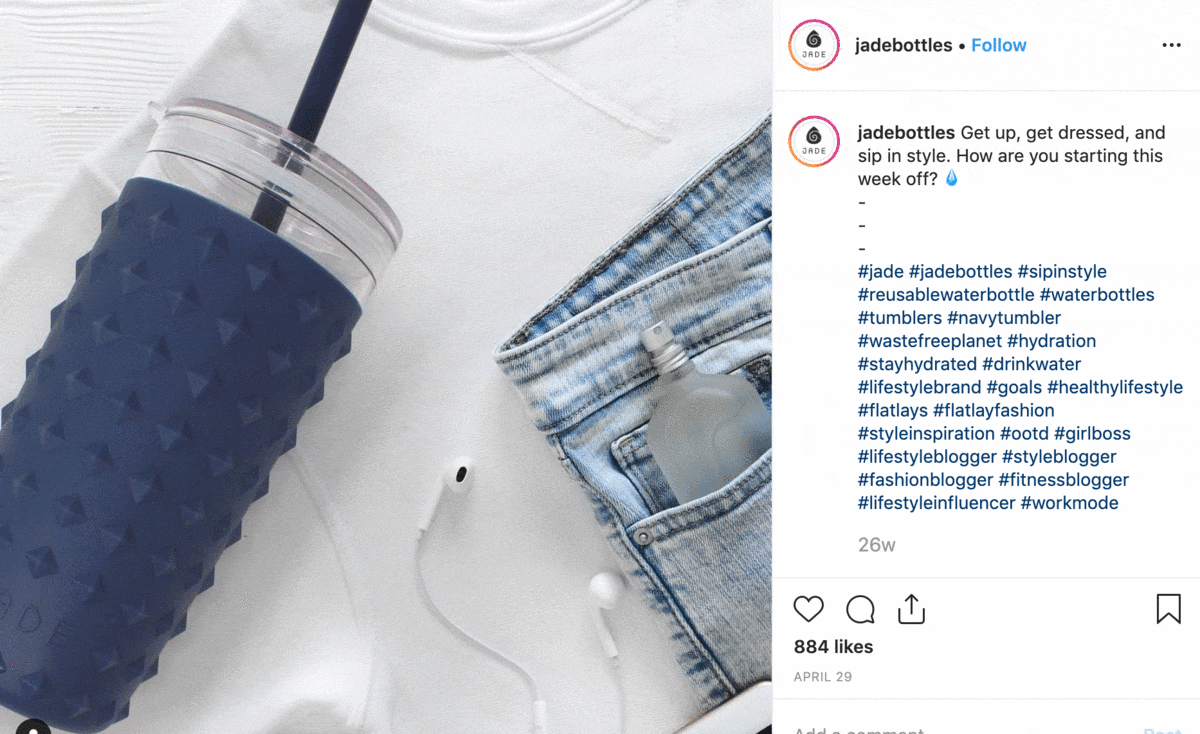 JADE
jadebottles • Follow
JADE
jadebottles Get up, get dressed, and
sip in style. How are you starting this
week off? 💧
-
-
-
#jade #jadebottles #sipinstyle
#reusablewaterbottle #waterbottles
#tumblers #navytumbler
#wastefreeplanet #hydration
#stayhydrated #drinkwater
#lifestylebrand #goals #healthylifestyle
#flatlays #flatlayfashion
#styleinspiration #ootd #girlboss
#lifestyleblogger #styleblogger
#fashionblogger #fitnessblogger
#lifestyleinfluencer #workmode
26w
884 likes
APRIL 29
Add a comment
Post